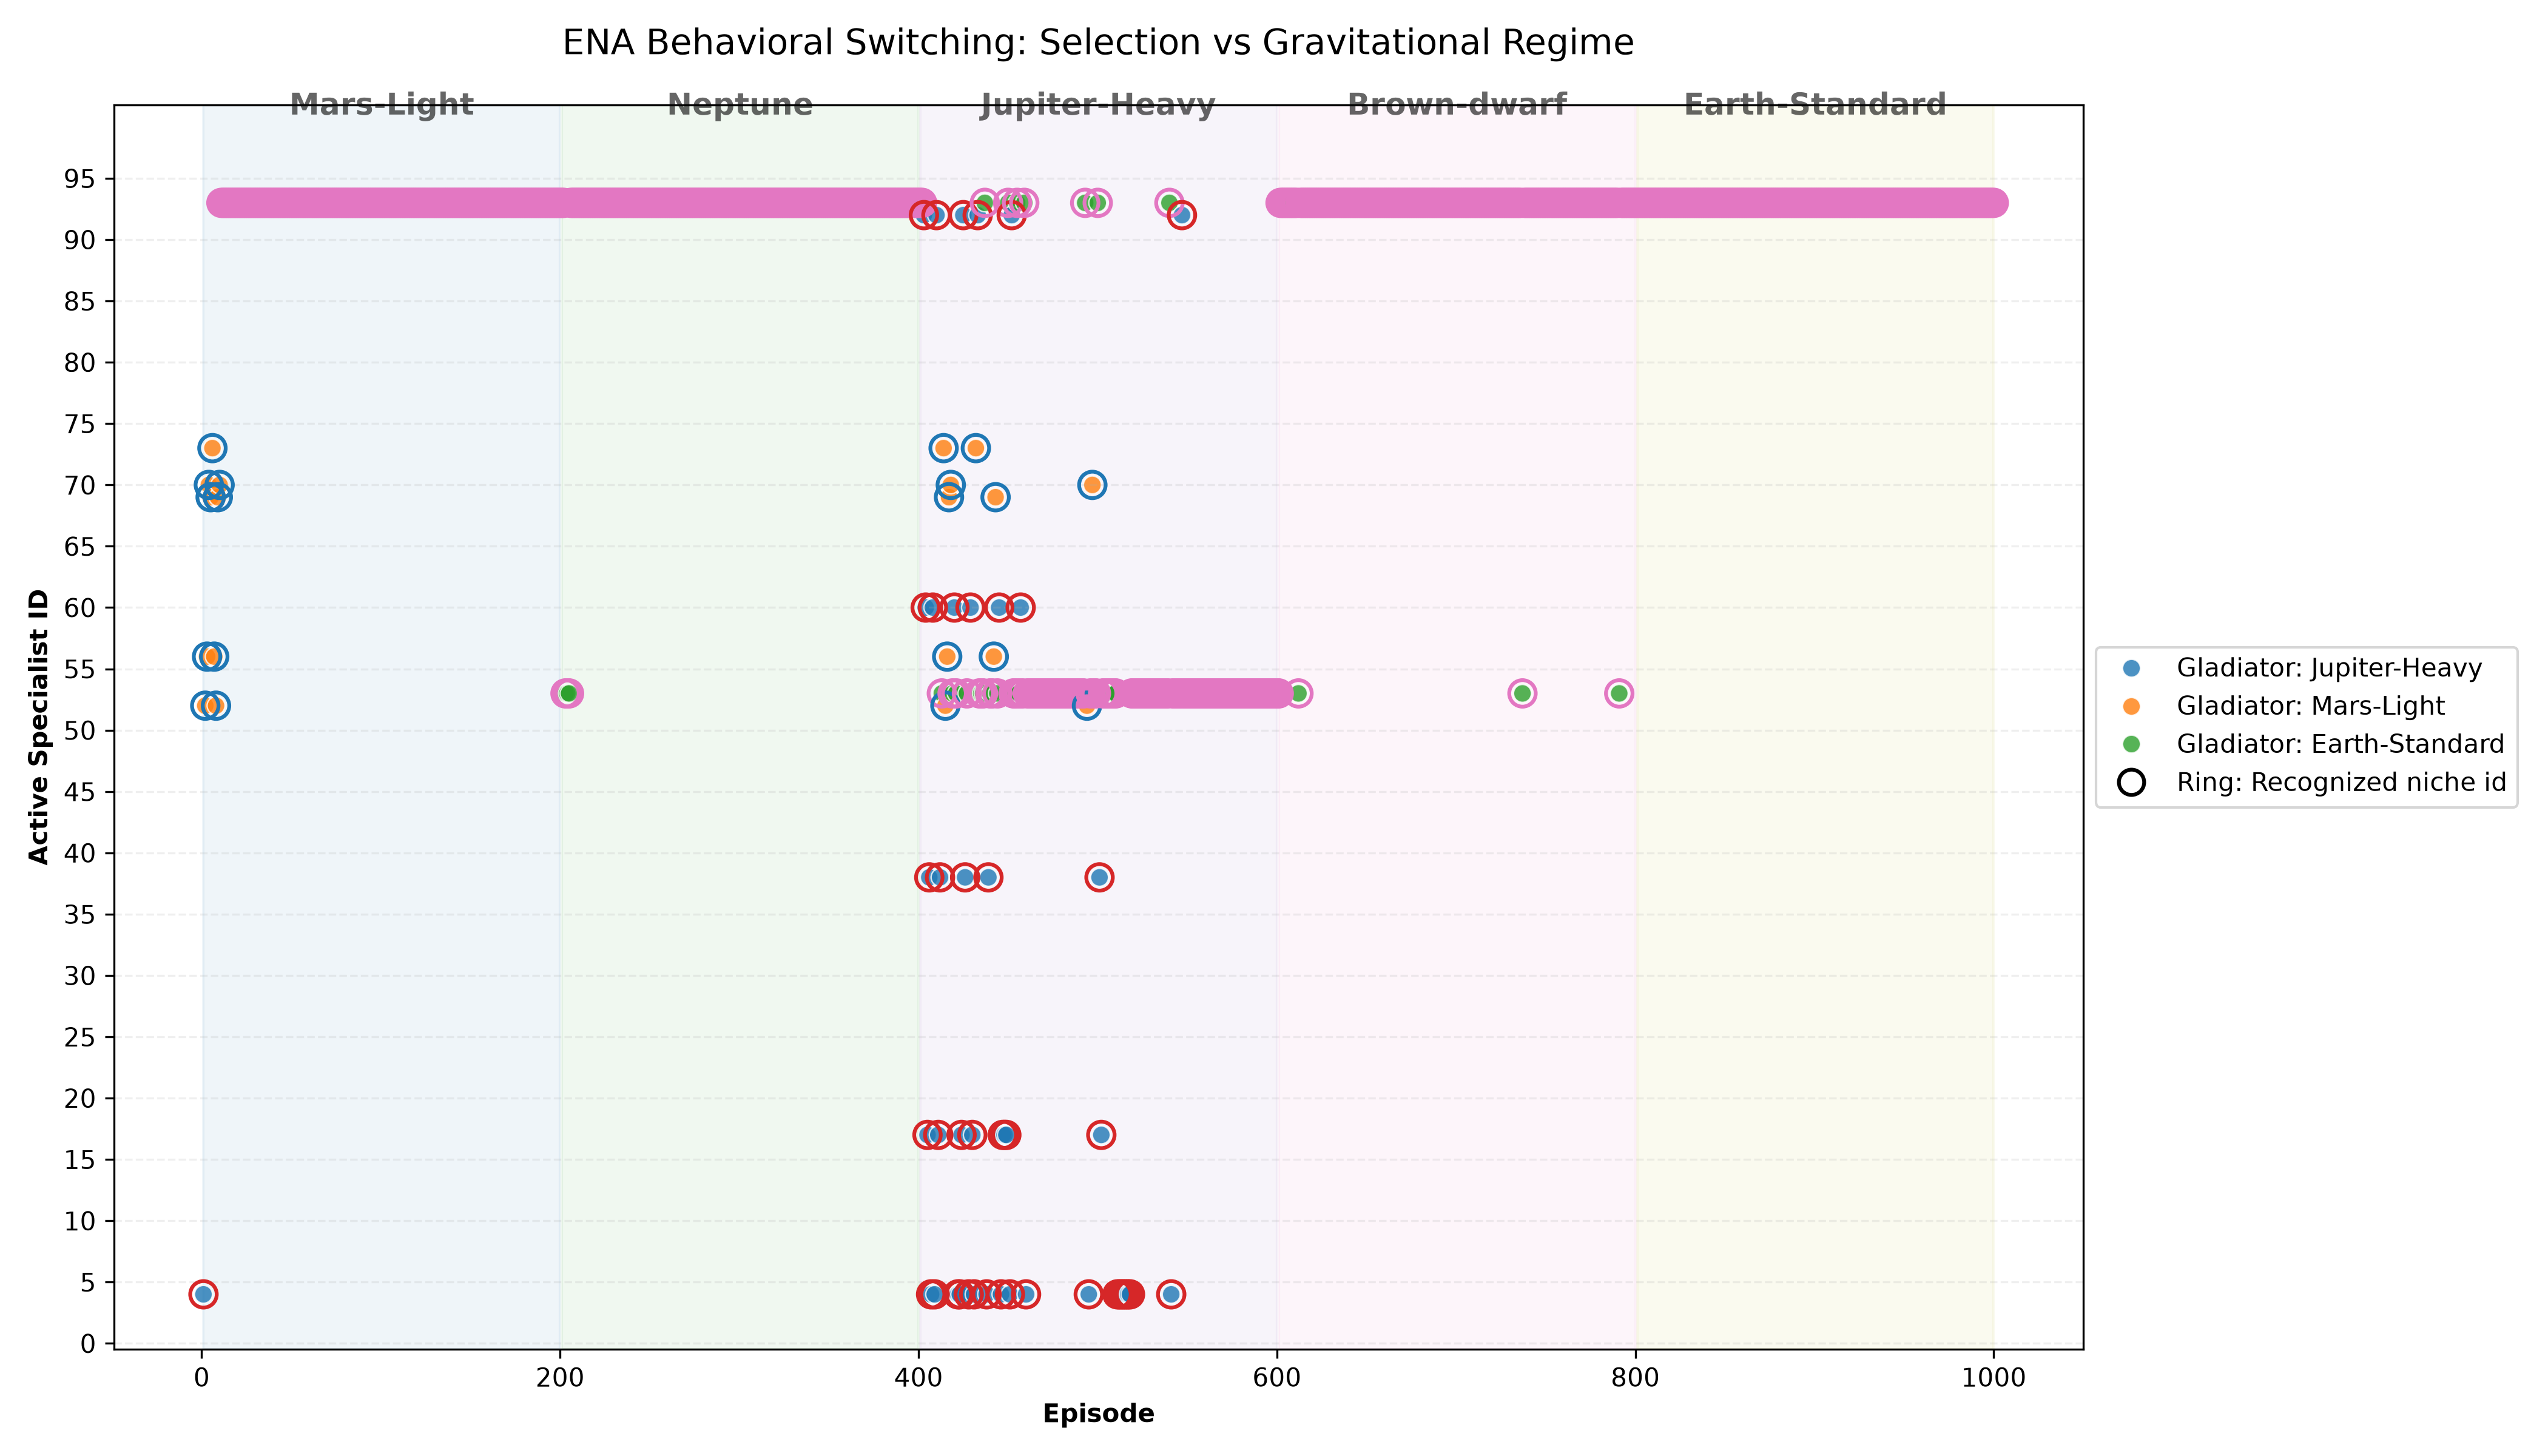 ENA Behavioral Switching: Selection vs Gravitational Regime
Mars-Light Neptune Jupiter-Heavy Brown-dwarf Earth-Standard
95
90
85
80
75
70
65
60
55
50
45
40
35
30
25
20
15
10
5
0
Active Specialist ID
0 200 400 600 800 1000
Episode
Gladiator: Jupiter-Heavy
Gladiator: Mars-Light
Gladiator: Earth-Standard
Ring: Recognized niche id